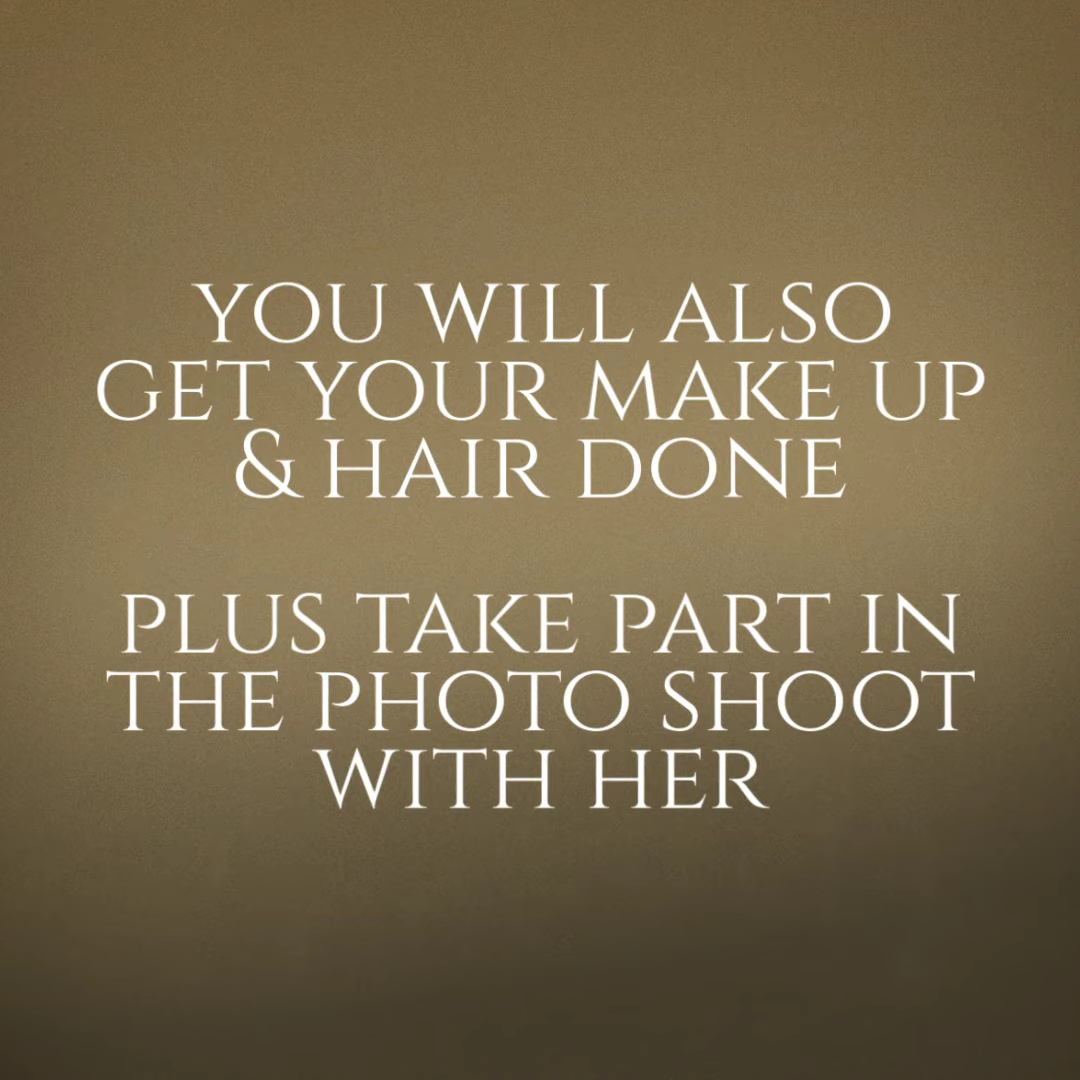 YOU WILL ALSO
GET YOUR MAKE UP
& HAIR DONE
PLUS TAKE PART IN
THE PHOTO SHOOT
WITH HER